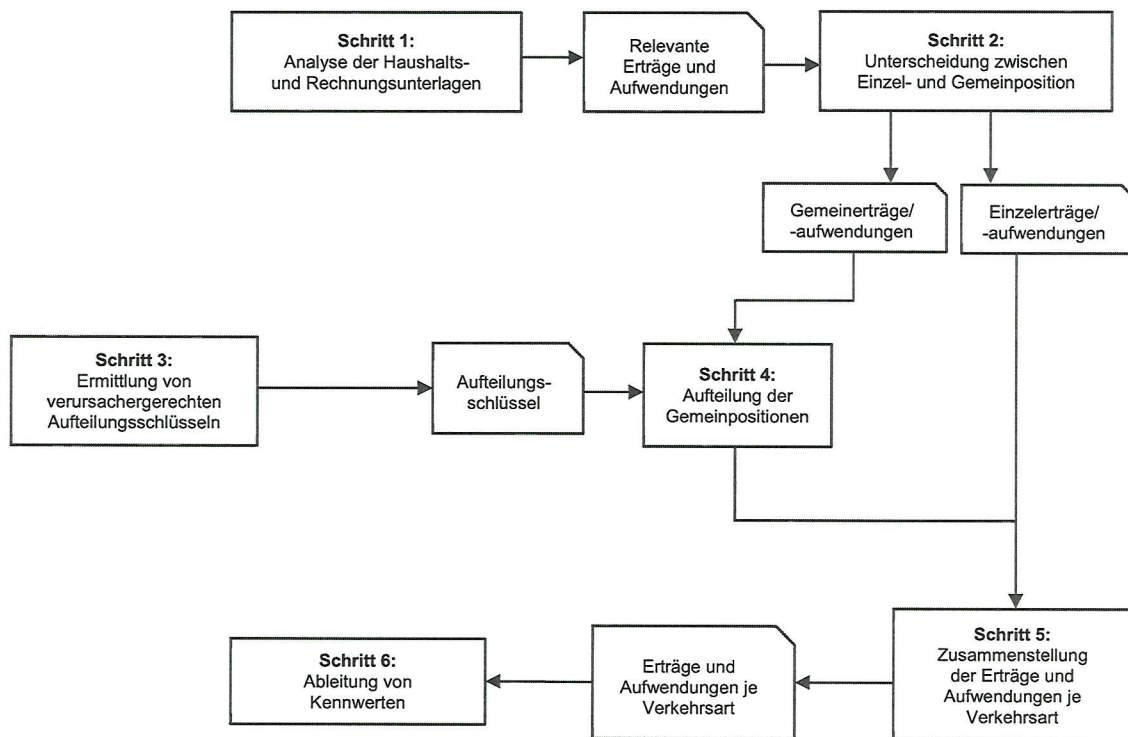 Schritt 1:
Analyse der Haushalts-
und Rechnungsunterlagen
Relevante
Erträge und
Aufwendungen
Schritt 2:
Unterscheidung zwischen
Einzel- und Gemeinposition
Gemeinerträge/
-aufwendungen
Einzelerträge/
-aufwendungen
Schritt 3:
Ermittlung von
verursachergerechten
Aufteilungsschlüsseln
Aufteilungs-
schlüssel
Schritt 4:
Aufteilung der
Gemeinpositionen
Schritt 5:
Zusammenstellung
der Erträge und
Aufwendungen je
Verkehrsart
Erträge und
Aufwendungen je
Verkehrsart
Schritt 6:
Ableitung von
Kennwerten